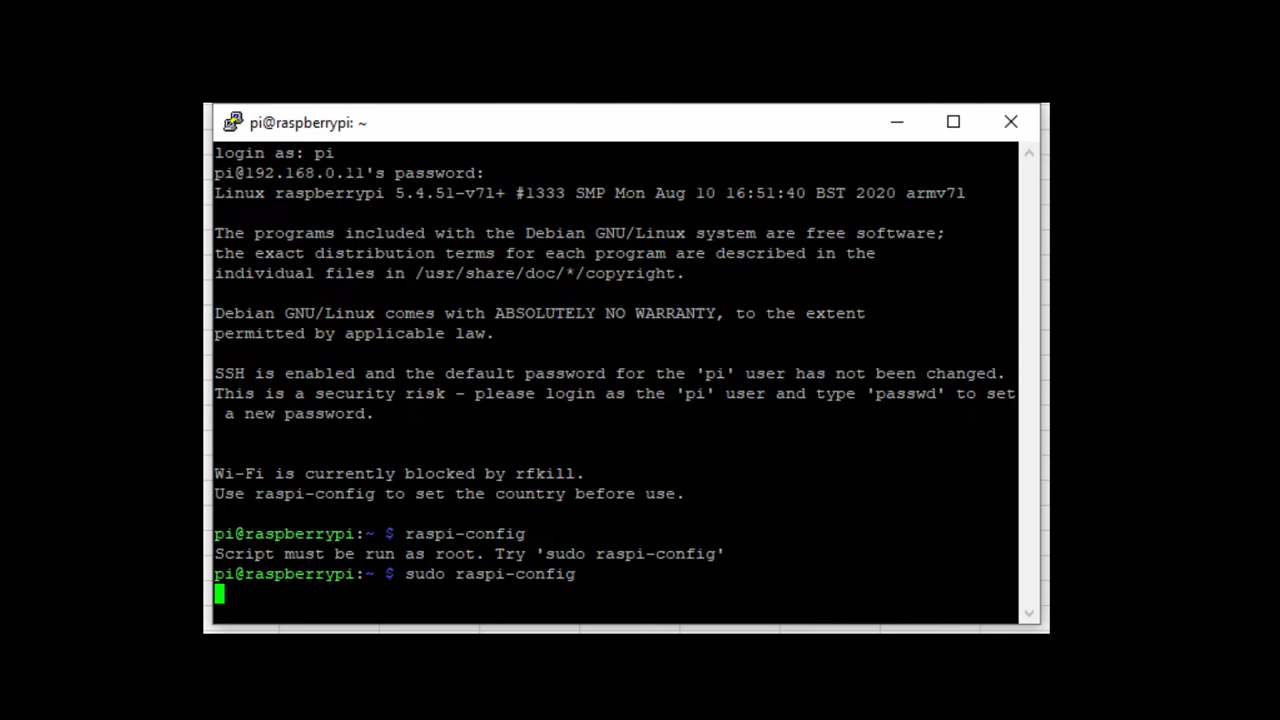 pi@raspberrypi: ~
login as: pi
pi@192.168.0.11's password:
Linux raspberrypi 5.4.51-v7l+ #1333 SMP Mon Aug 10 16:51:40 BST 2020 armv7l
The programs included with the Debian GNU/Linux system are free software;
the exact distribution terms for each program are described in the
individual files in /usr/share/doc/*/copyright.
Debian GNU/Linux comes with ABSOLUTELY NO WARRANTY, to the extent
permitted by applicable law.
SSH is enabled and the default password for the 'pi' user has not been changed.
This is a security risk - please login as the 'pi' user and type 'passwd' to set
a new password.
Wi-Fi is currently blocked by rfkill.
Use raspi-config to set the country before use.
pi@raspberrypi:~ $ raspi-config
Script must be run as root. Try 'sudo raspi-config'
pi@raspberrypi:~ $ sudo raspi-config